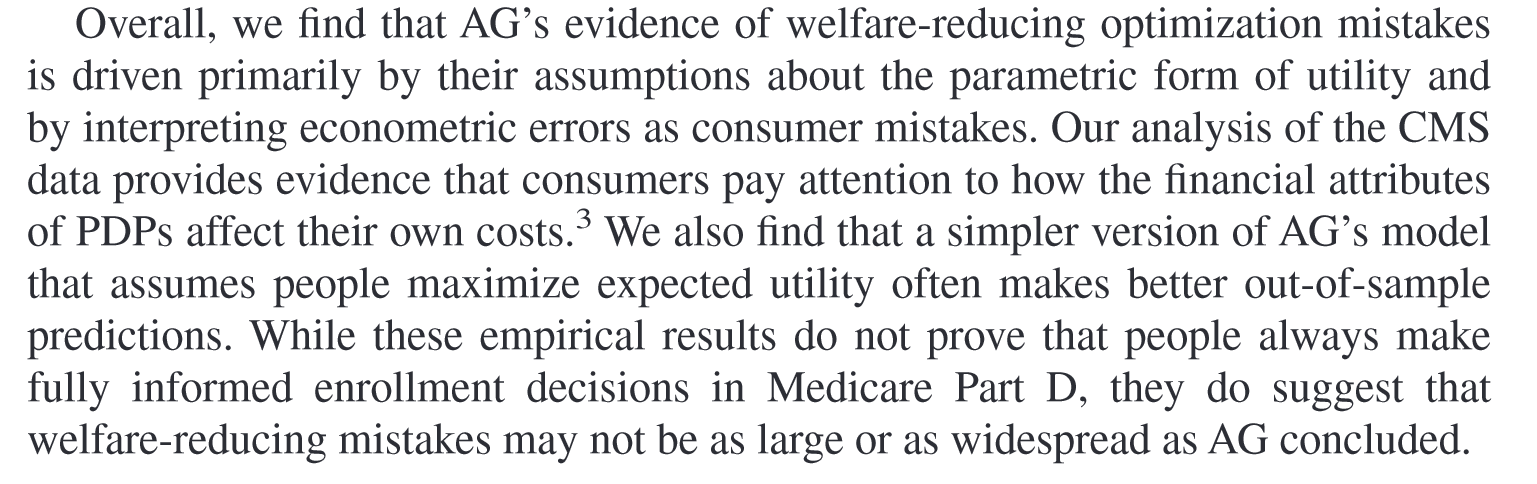 Overall, we find that AG’s evidence of welfare-reducing optimization mistakes
is driven primarily by their assumptions about the parametric form of utility and
by interpreting econometric errors as consumer mistakes. Our analysis of the CMS
data provides evidence that consumers pay attention to how the financial attributes
of PDPs affect their own costs.³ We also find that a simpler version of AG’s model
that assumes people maximize expected utility often makes better out-of-sample
predictions. While these empirical results do not prove that people always make
fully informed enrollment decisions in Medicare Part D, they do suggest that
welfare-reducing mistakes may not be as large or as widespread as AG concluded.